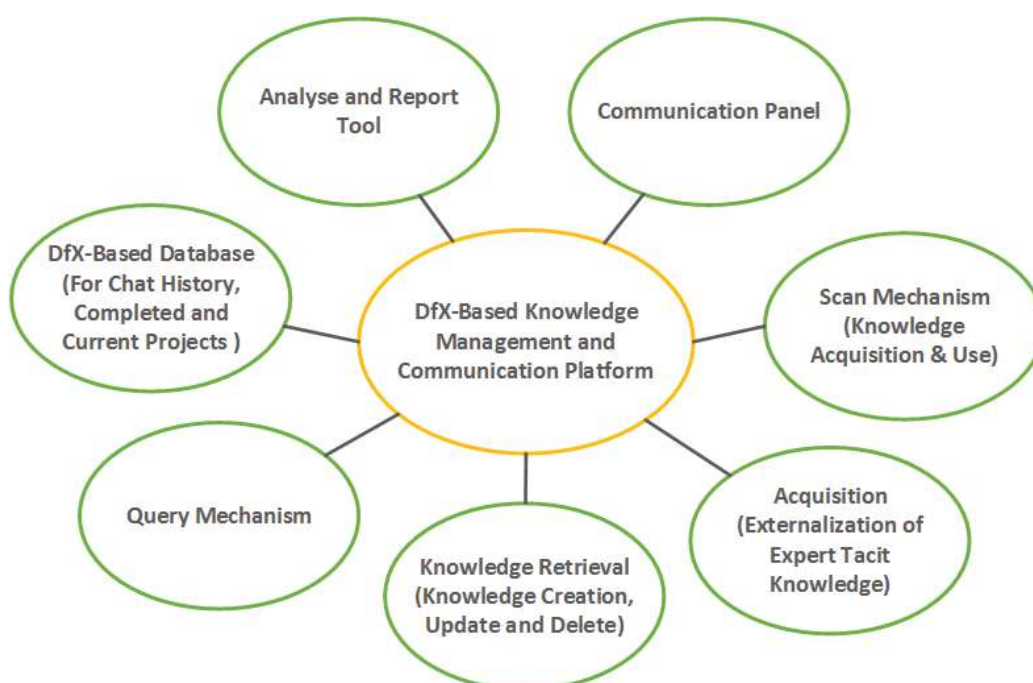 Analyse and Report
Tool
Communication Panel
DfX-Based Database
(For Chat History,
Completed and
Current Projects )
DfX-Based Knowledge
Management and
Communication Platform
Scan Mechanism
(Knowledge
Acquisition & Use)
Query Mechanism
Knowledge Retrieval
(Knowledge Creation,
Update and Delete)
Acquisition
(Externalization of
Expert Tacit
Knowledge)